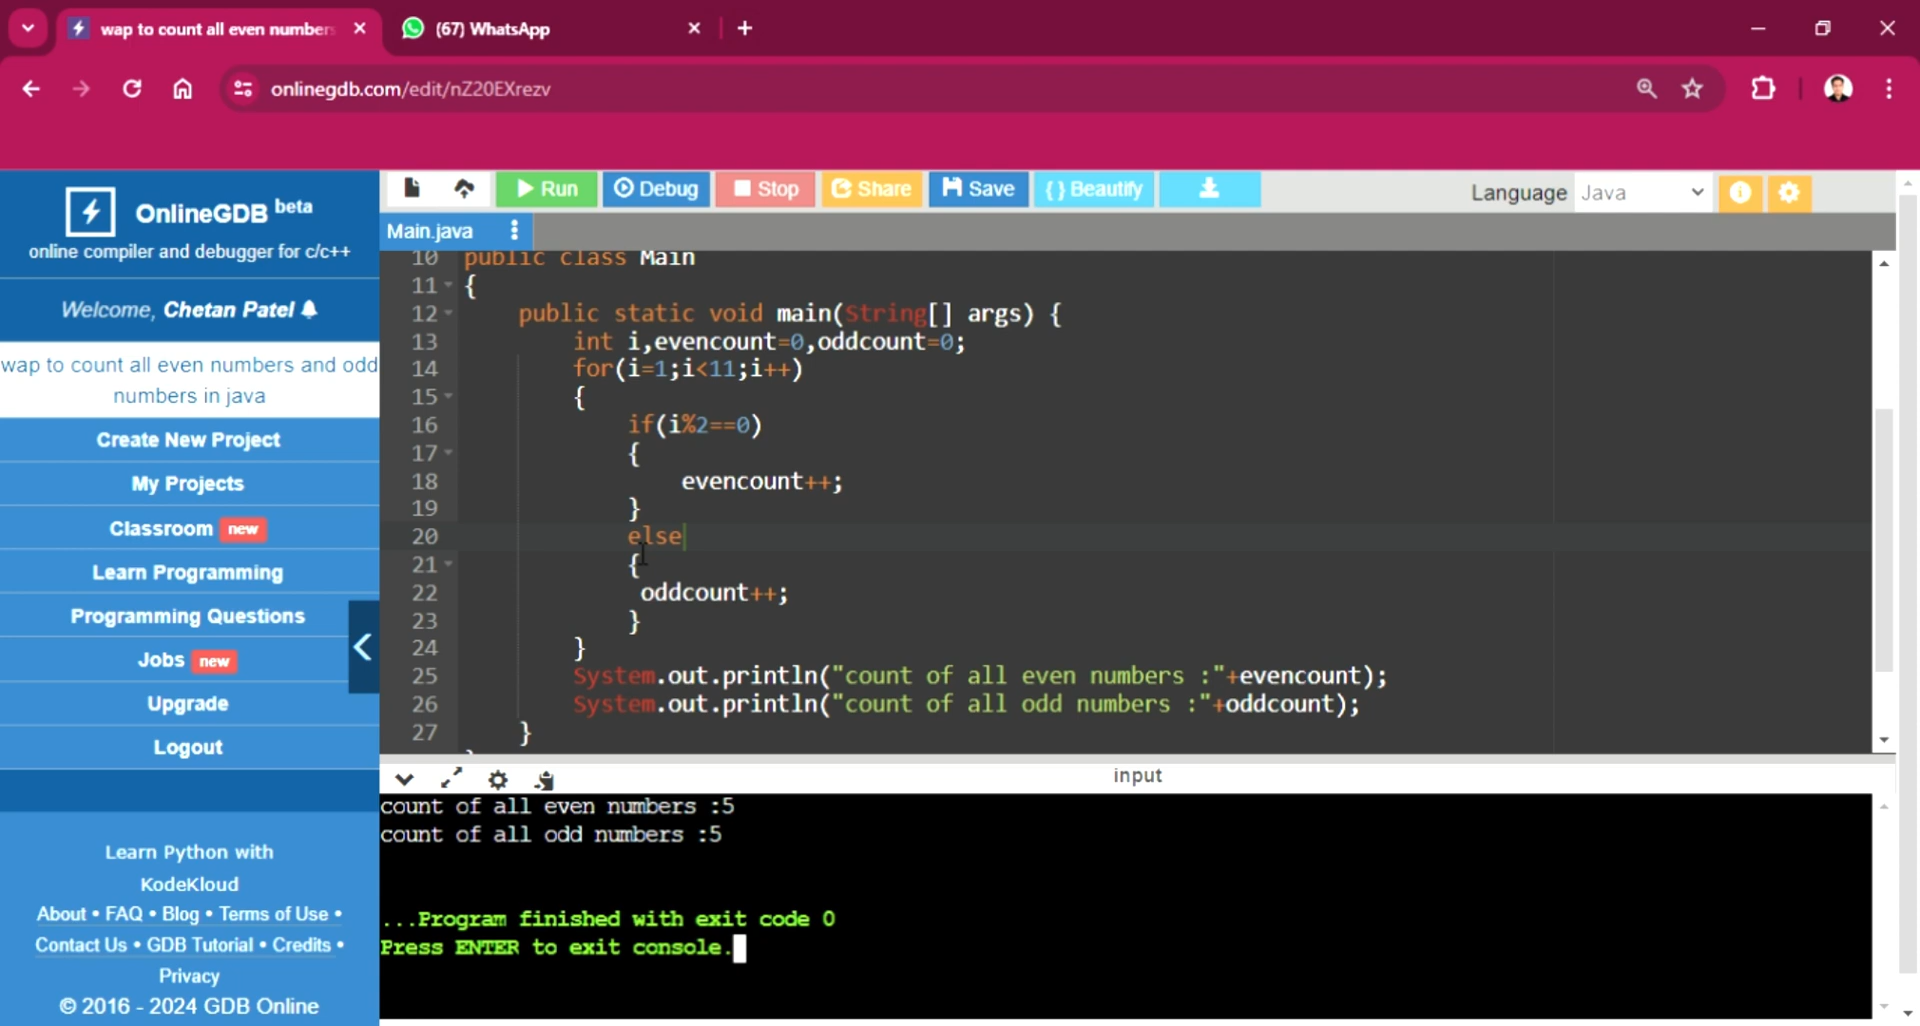 wap to count all even number
(67) WhatsApp
onlinegdb.com/edit/nZ20EXrezv
OnlineGDB beta
online compiler and debugger for c/c++
Welcome, Chetan Patel
wap to count all even numbers and odd
numbers in java
Create New Project
My Projects
Classroom new
Learn Programming
Programming Questions
Jobs new
Upgrade
Logout
Learn Python with
KodeKloud
About • FAQ • Blog • Terms of Use •
Contact Us • GDB Tutorial • Credits •
Privacy
© 2016 - 2024 GDB Online
Run Debug Stop Share Save { } Beautify
Language Java
Main.java
10 public class Main
11 {
12 public static void main(String[] args) {
13 int i,evencount=0,oddcount=0;
14 for(i=1;i<11;i++)
15 {
16 if(i%2==0)
17 {
18 evencount++;
19 }
20 else
21 {
22 oddcount++;
23 }
24 }
25 System.out.println("count of all even numbers :"+evencount);
26 System.out.println("count of all odd numbers :"+oddcount);
27 }
input
count of all even numbers :5
count of all odd numbers :5
...Program finished with exit code 0
Press ENTER to exit console.